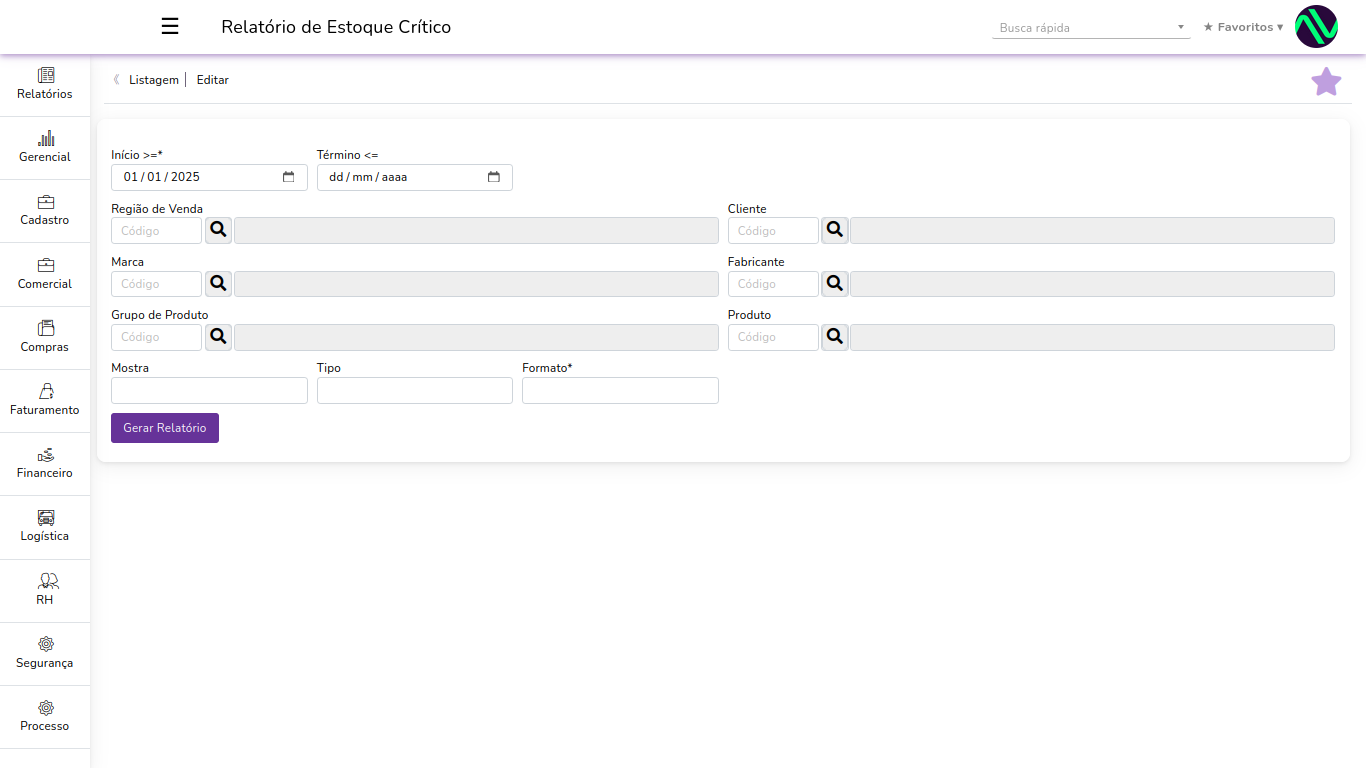 ☰ Relatório de Estoque Crítico Busca rápida ★ Favoritos ▾
Relatórios
Gerencial
Cadastro
Comercial
Compras
Faturamento
Financeiro
Logística
RH
Segurança
Processo
《 Listagem | Editar
Início >=* Término <=
01/01/2025 dd/mm/aaaa
Região de Venda Cliente
Código Código
Marca Fabricante
Código Código
Grupo de Produto Produto
Código Código
Mostra Tipo Formato*
Gerar Relatório